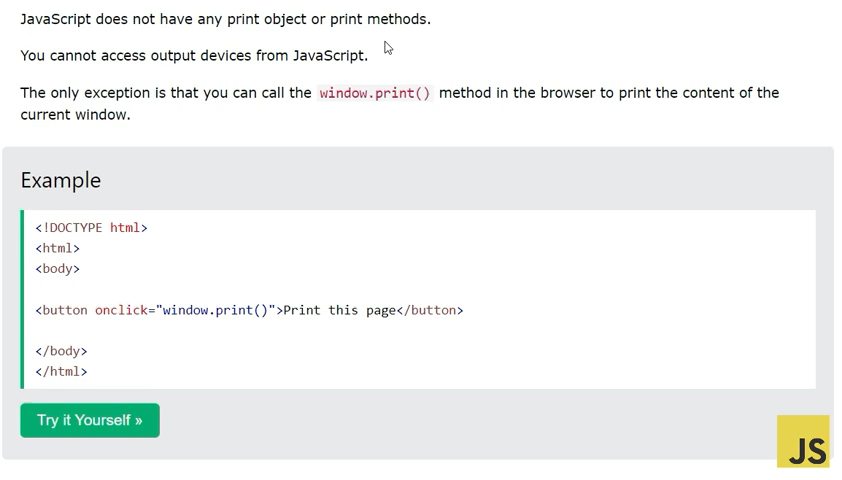 JavaScript does not have any print object or print methods.
You cannot access output devices from JavaScript.
The only exception is that you can call the window.print() method in the browser to print the content of the
current window.
Example
<!DOCTYPE html>
<html>
<body>
<button onclick="window.print()">Print this page</button>
</body>
</html>
Try it Yourself »
JS